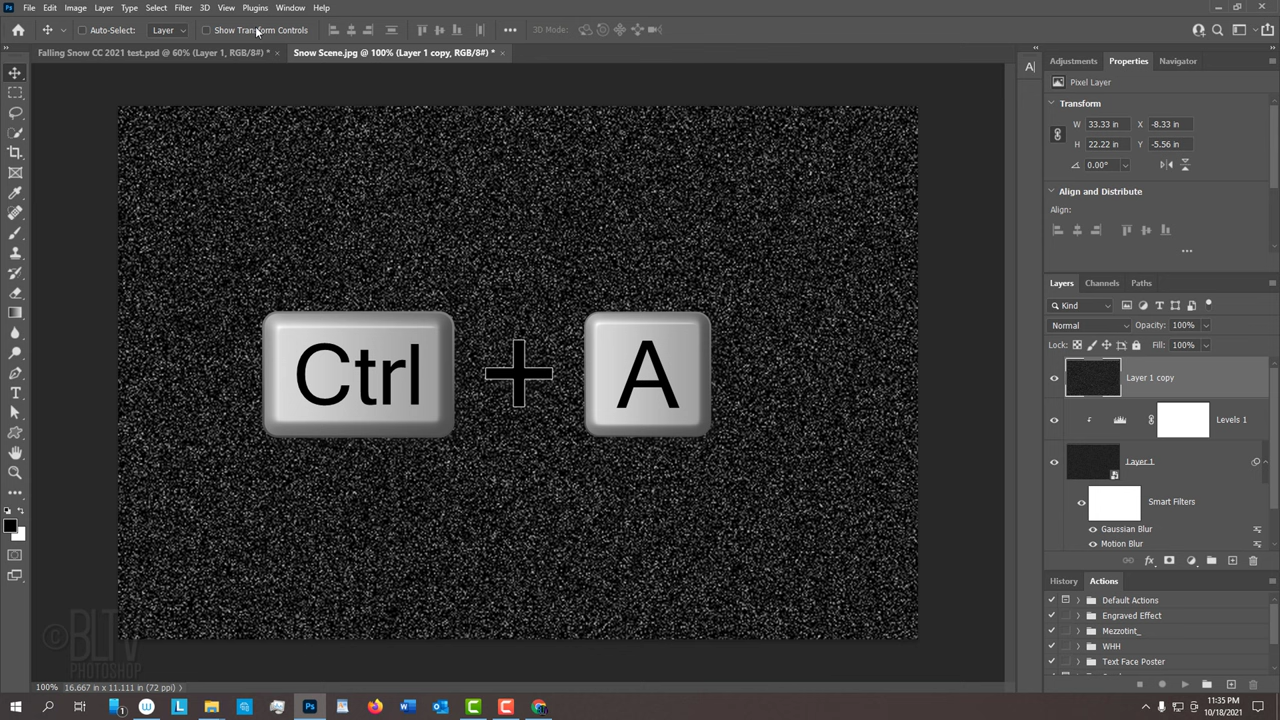 Ps File Edit Image Layer Type Select Filter 3D View Plugins Window Help
Auto-Select: Layer Show Transform Controls 3D Mode:
Falling Snow CC 2021 test.psd @ 60% (Layer 1, RGB/8#) *
Snow Scene.jpg @ 100% (Layer 1 copy, RGB/8#) *
Adjustments Properties Navigator
Pixel Layer
Transform
W 33.33 in X -8.33 in
H 22.22 in Y -5.56 in
0.00°
Align and Distribute
Align:
Layers Channels Paths
Kind
Normal Opacity: 100%
Lock: Fill: 100%
Layer 1 copy
Levels 1
Layer 1
Smart Filters
Gaussian Blur
Motion Blur
History Actions
Default Actions
Engraved Effect
Mezzotint_
WHH
Text Face Poster
Ctrl + A
©BLTV
PHOTOSHOP
100% 16.667 in x 11.111 in (72 ppi)
11:35 PM
10/18/2021